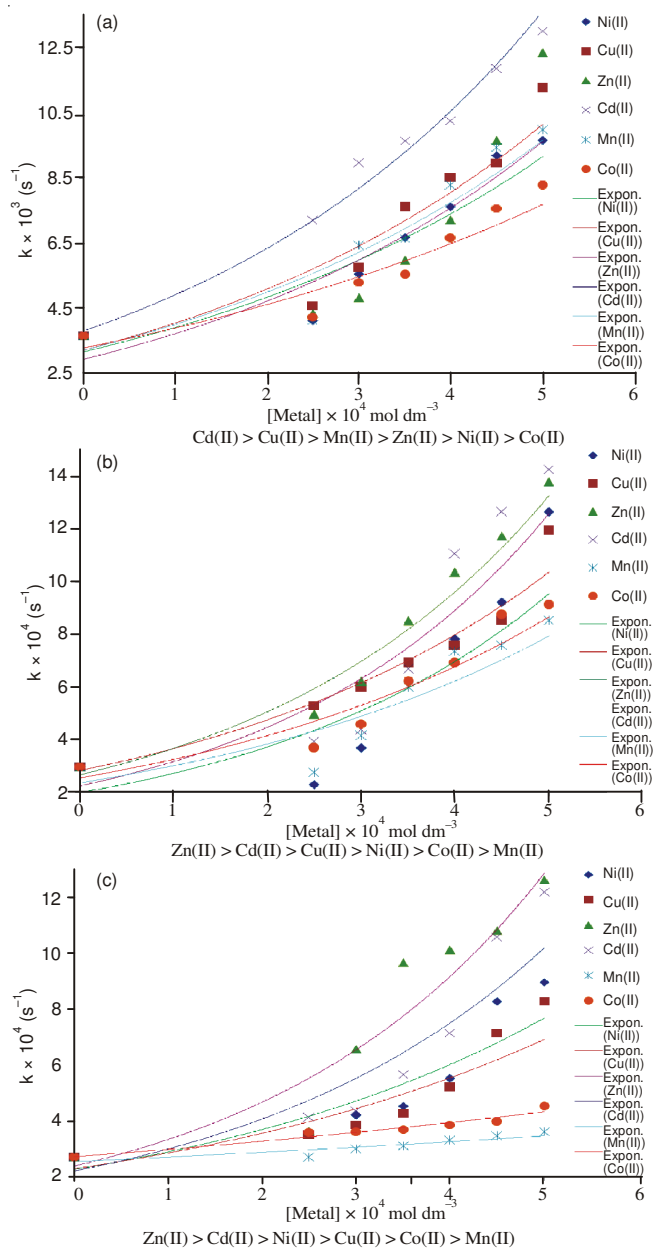 (a)
Ni(II)
Cu(II)
Zn(II)
Cd(II)
Mn(II)
Co(II)
Expon.
(Ni(II))
Expon.
(Cu(II))
Expon.
(Zn(II))
Expon.
(Cd(II))
Expon.
(Mn(II))
Expon.
(Co(II))
12.5
10.5
8.5
6.5
4.5
2.5
k × 10³ (s⁻¹)
0 1 2 3 4 5 6
[Metal] × 10⁴ mol dm⁻³
Cd(II) > Cu(II) > Mn(II) > Zn(II) > Ni(II) > Co(II)
(b)
Ni(II)
Cu(II)
Zn(II)
Cd(II)
Mn(II)
Co(II)
Expon.
(Ni(II))
Expon.
(Cu(II))
Expon.
(Zn(II))
Expon.
(Cd(II))
Expon.
(Mn(II))
Expon.
(Co(II))
14
12
10
8
6
4
2
k × 10⁴ (s⁻¹)
0 1 2 3 4 5 6
[Metal] × 10⁴ mol dm⁻³
Zn(II) > Cd(II) > Cu(II) > Ni(II) > Co(II) > Mn(II)
(c)
Ni(II)
Cu(II)
Zn(II)
Cd(II)
Mn(II)
Co(II)
Expon.
(Ni(II))
Expon.
(Cu(II))
Expon.
(Zn(II))
Expon.
(Cd(II))
Expon.
(Mn(II))
Expon.
(Co(II))
12
10
8
6
4
2
k × 10⁴ (s⁻¹)
0 1 2 3 4 5 6
[Metal] × 10⁴ mol dm⁻³
Zn(II) > Cd(II) > Ni(II) > Cu(II) > Co(II) > Mn(II)